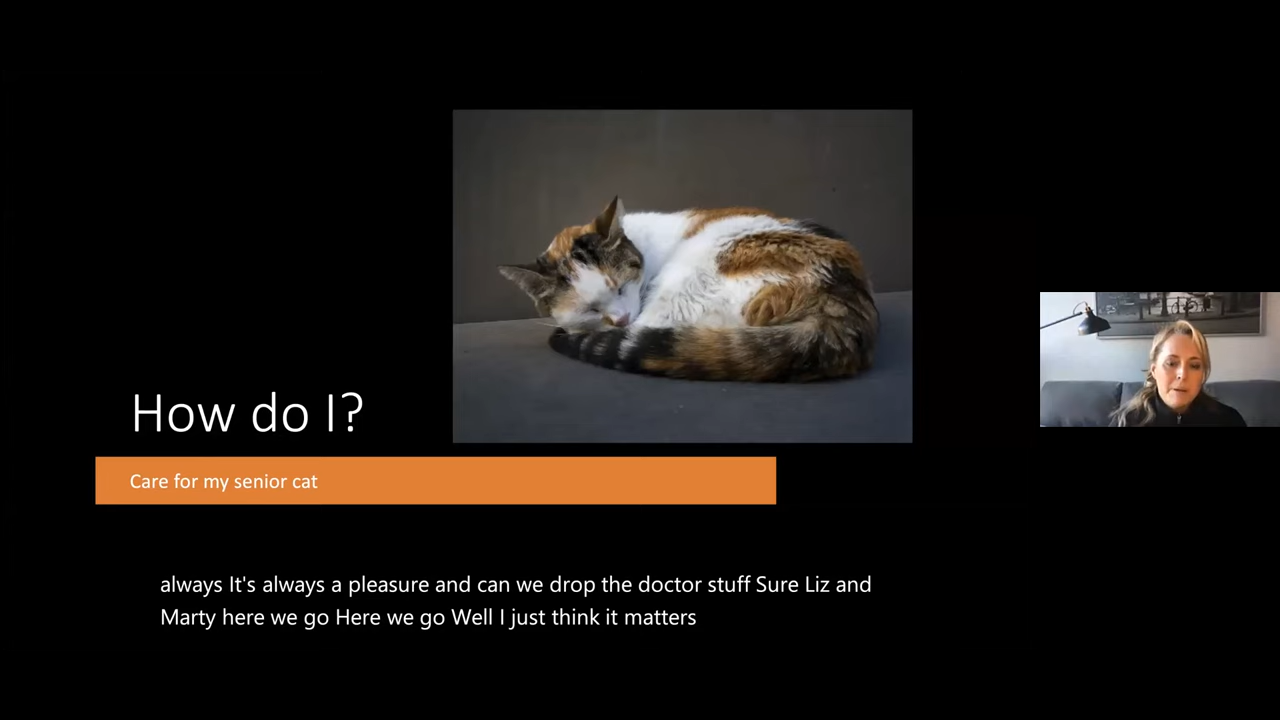 How do I?
Care for my senior cat
always It's always a pleasure and can we drop the doctor stuff Sure Liz and
Marty here we go Here we go Well I just think it matters